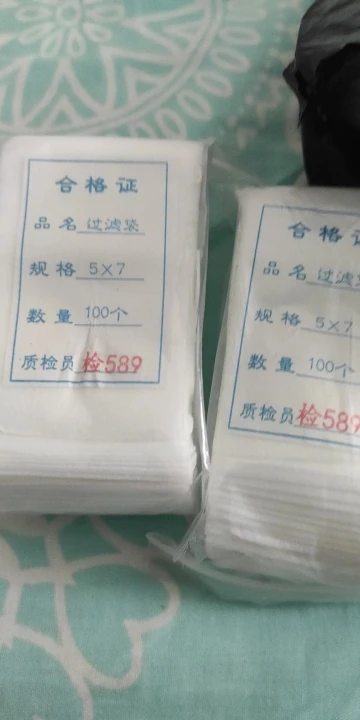 合格证
品名 过滤袋
规格 5×7
数量 100个
质检员 检589
合格
品名 过滤
规格 5×7
数量 100个
质检员 检589